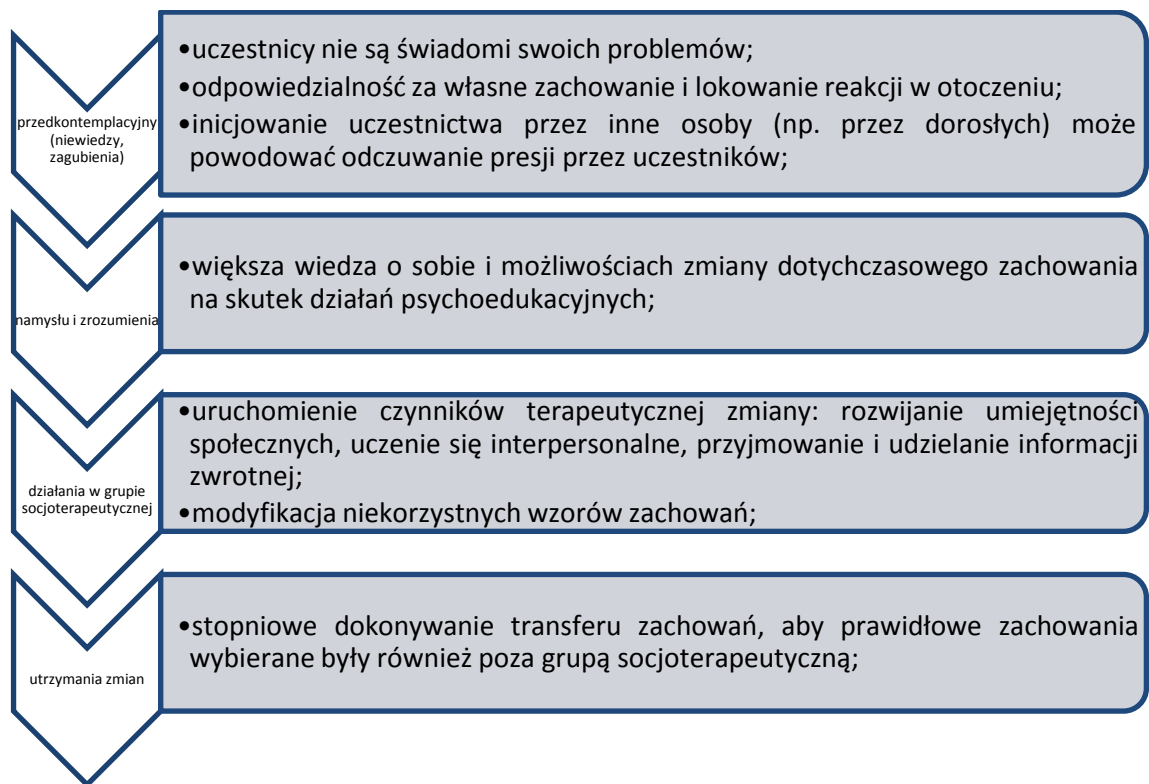 przedkontemplacyjny
(niewiedzy,
zagubienia)
•uczestnicy nie są świadomi swoich problemów;
•odpowiedzialność za własne zachowanie i lokowanie reakcji w otoczeniu;
•inicjowanie uczestnictwa przez inne osoby (np. przez dorosłych) może
powodować odczuwanie presji przez uczestników;
namysłu i zrozumienia
•większa wiedza o sobie i możliwościach zmiany dotychczasowego zachowania
na skutek działań psychoedukacyjnych;
działania w grupie
socjoterapeutycznej
•uruchomienie czynników terapeutycznej zmiany: rozwijanie umiejętności
społecznych, uczenie się interpersonalne, przyjmowanie i udzielanie informacji
zwrotnej;
•modyfikacja niekorzystnych wzorów zachowań;
utrzymania zmian
•stopniowe dokonywanie transferu zachowań, aby prawidłowe zachowania
wybierane były również poza grupą socjoterapeutyczną;